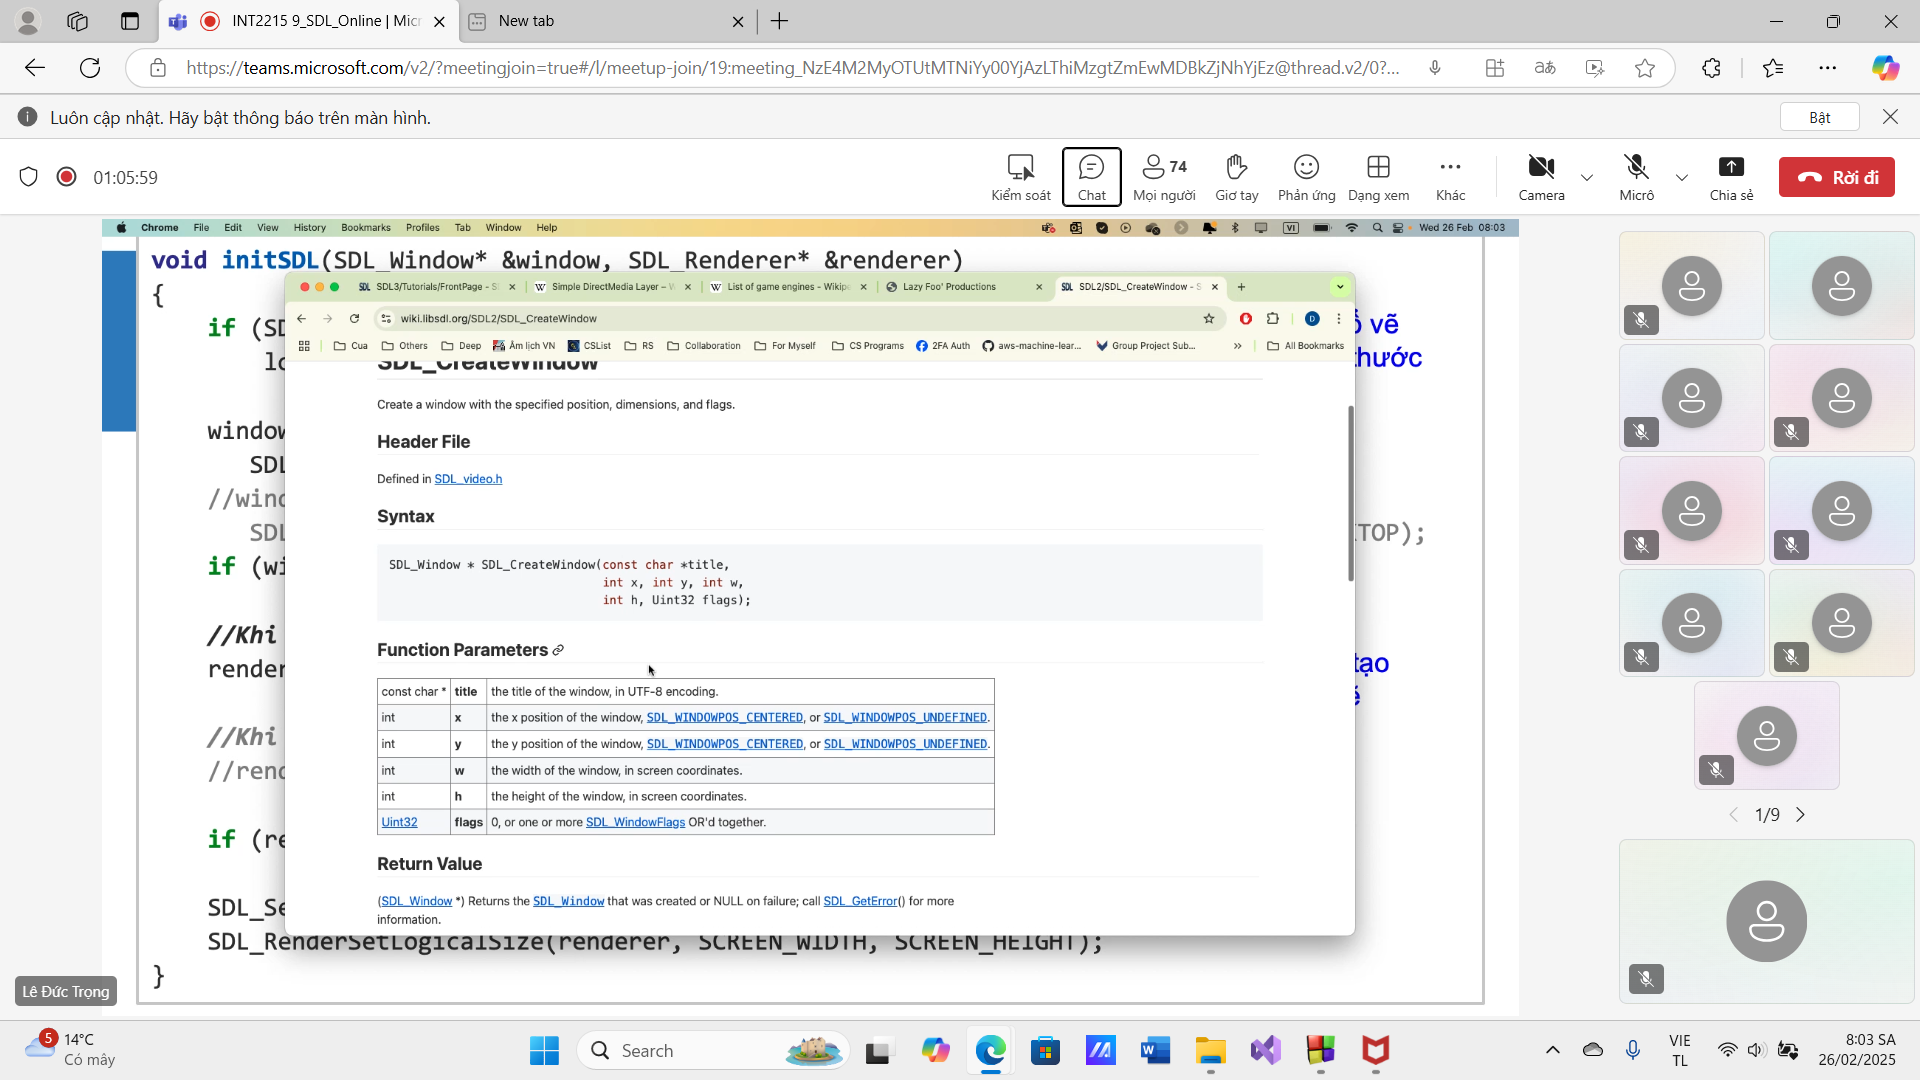 INT2215 9_SDL_Online | Micr
New tab
https://teams.microsoft.com/v2/?meetingjoin=true#/l/meetup-join/19:meeting_NzE4M2MyOTUtMTNiYy00YjAzLThiMzgtZmEwMDBkZjNhYjEz@thread.v2/0?...
Luôn cập nhật. Hãy bật thông báo trên màn hình.
Bật
01:05:59
Kiểm soát
Chat
74
Mọi người
Giơ tay
Phản ứng
Dạng xem
Khác
Camera
Micrô
Chia sẻ
Rời đi
Chrome File Edit View History Bookmarks Profiles Tab Window Help
VI
Wed 26 Feb 08:03
void initSDL(SDL_Window* &window, SDL_Renderer* &renderer)
{
SDL3/Tutorials/FrontPage - S
Simple DirectMedia Layer –
List of game engines - Wikipe
Lazy Foo' Productions
SDL2/SDL_CreateWindow - S
wiki.libsdl.org/SDL2/SDL_CreateWindow
Cua Others Deep Âm lịch VN CSList RS Collaboration For Myself CS Programs 2FA Auth aws-machine-lear... Group Project Sub... » All Bookmarks
if (SD
vẽ
thước
SDL_CreateWindow
Create a window with the specified position, dimensions, and flags.
window
Header File
SDL
Defined in SDL_video.h
//wind
Syntax
SDL
TOP);
SDL_Window * SDL_CreateWindow(const char *title,
int x, int y, int w,
int h, Uint32 flags);
if (wi
//Khi
Function Parameters
render
tạo
const char * title the title of the window, in UTF-8 encoding.
int x the x position of the window, SDL_WINDOWPOS_CENTERED, or SDL_WINDOWPOS_UNDEFINED.
int y the y position of the window, SDL_WINDOWPOS_CENTERED, or SDL_WINDOWPOS_UNDEFINED.
int w the width of the window, in screen coordinates.
int h the height of the window, in screen coordinates.
Uint32 flags 0, or one or more SDL_WindowFlags OR'd together.
//Khi
//rend
if (re
Return Value
(SDL_Window *) Returns the SDL_Window that was created or NULL on failure; call SDL_GetError() for more
information.
SDL_Se
SDL_RenderSetLogicalSize(renderer, SCREEN_WIDTH, SCREEN_HEIGHT);
}
Lê Đức Trọng
1/9
5
14°C
Có mây
Search
VIE
TL
8:03 SA
26/02/2025